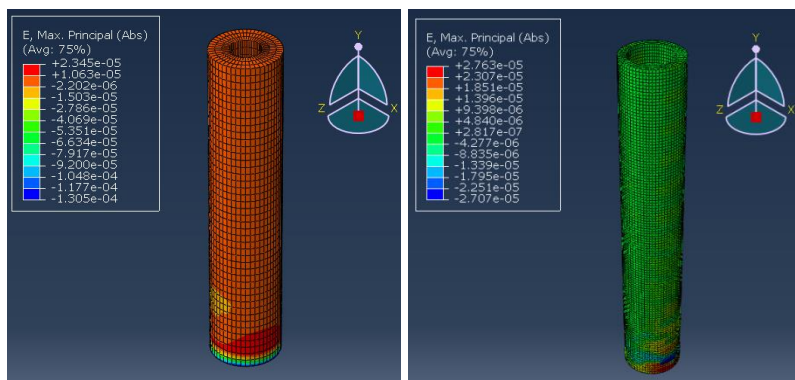 E, Max. Principal (Abs)
(Avg: 75%)
+2.345e-05
+1.063e-05
-2.202e-06
-1.503e-05
-2.786e-05
-4.069e-05
-5.351e-05
-6.634e-05
-7.917e-05
-9.200e-05
-1.048e-04
-1.177e-04
-1.305e-04
Y
Z
X
E, Max. Principal (Abs)
(Avg: 75%)
+2.763e-05
+2.307e-05
+1.851e-05
+1.396e-05
+9.398e-06
+4.840e-06
+2.817e-07
-4.277e-06
-8.835e-06
-1.339e-05
-1.795e-05
-2.251e-05
-2.707e-05
Y
Z
X